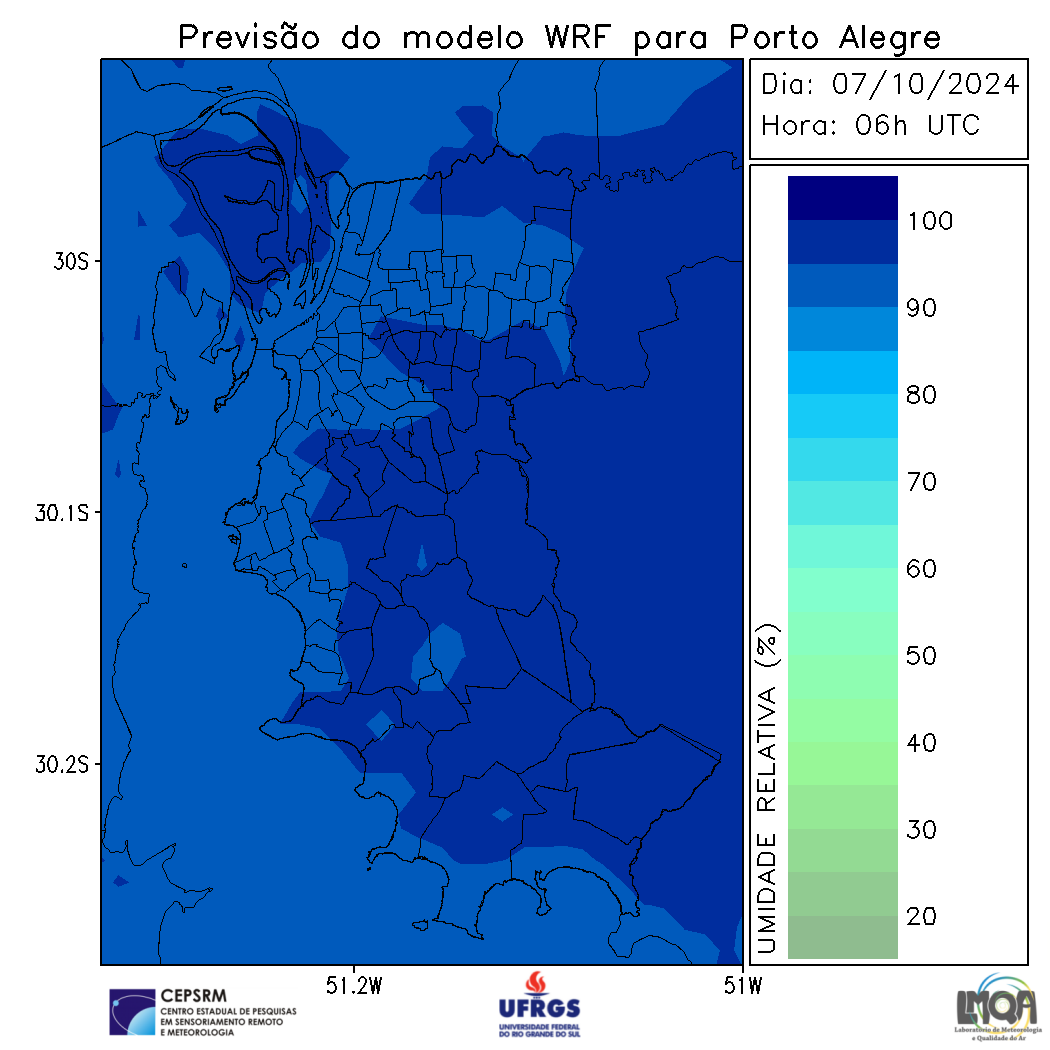 Previsão do modelo WRF para Porto Alegre
Dia: 07/10/2024
Hora: 06h UTC
100
90
80
70
60
50
40
30
20
UMIDADE RELATIVA (%)
30S
30.1S
30.2S
51.2W
51W
CEPSRM
CENTRO ESTADUAL DE PESQUISAS
EM SENSORIAMENTO REMOTO
E METEOROLOGIA
UFRGS
UNIVERSIDADE FEDERAL
DO RIO GRANDE DO SUL
LMQA
Laboratório de Meteorologia
e Qualidade do Ar